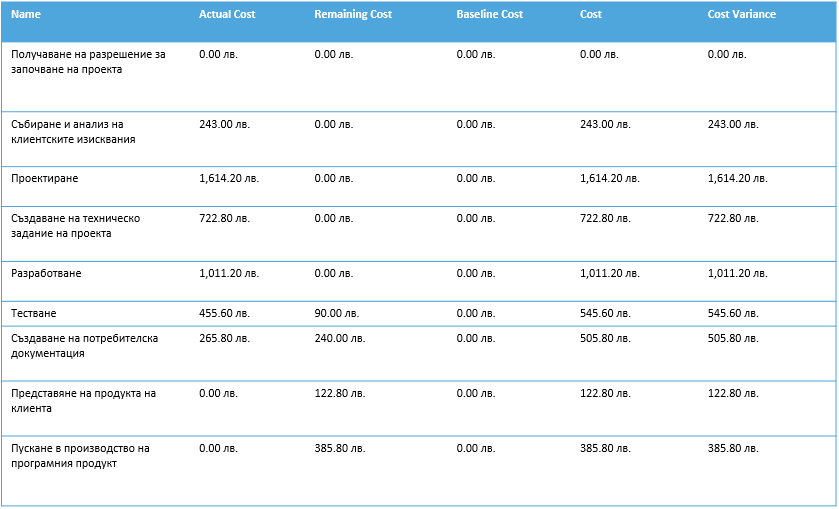 Name Actual Cost Remaining Cost Baseline Cost Cost Cost Variance
Получаване на разрешение за 0.00 лв. 0.00 лв. 0.00 лв. 0.00 лв. 0.00 лв.
започване на проекта
Събиране и анализ на 243.00 лв. 0.00 лв. 0.00 лв. 243.00 лв. 243.00 лв.
клиентските изисквания
Проектиране 1,614.20 лв. 0.00 лв. 0.00 лв. 1,614.20 лв. 1,614.20 лв.
Създаване на техническо 722.80 лв. 0.00 лв. 0.00 лв. 722.80 лв. 722.80 лв.
задание на проекта
Разработване 1,011.20 лв. 0.00 лв. 0.00 лв. 1,011.20 лв. 1,011.20 лв.
Тестване 455.60 лв. 90.00 лв. 0.00 лв. 545.60 лв. 545.60 лв.
Създаване на потребителска 265.80 лв. 240.00 лв. 0.00 лв. 505.80 лв. 505.80 лв.
документация
Представяне на продукта на 0.00 лв. 122.80 лв. 0.00 лв. 122.80 лв. 122.80 лв.
клиента
Пускане в производство на 0.00 лв. 385.80 лв. 0.00 лв. 385.80 лв. 385.80 лв.
програмния продукт